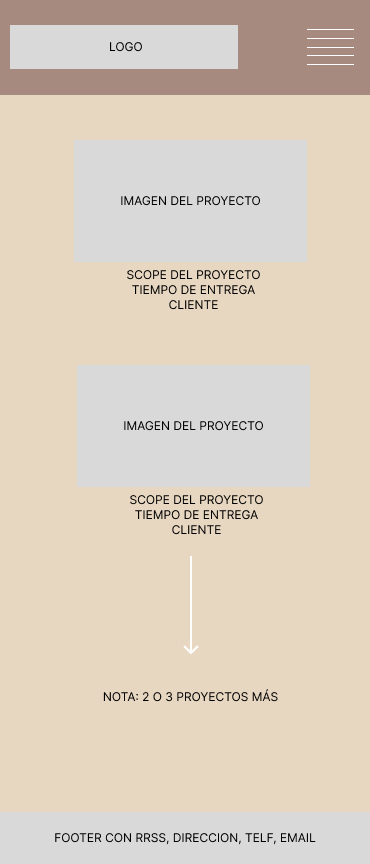 LOGO
IMAGEN DEL PROYECTO
SCOPE DEL PROYECTO
TIEMPO DE ENTREGA
CLIENTE
IMAGEN DEL PROYECTO
SCOPE DEL PROYECTO
TIEMPO DE ENTREGA
CLIENTE
NOTA: 2 O 3 PROYECTOS MÁS
FOOTER CON RRSS, DIRECCION, TELF, EMAIL